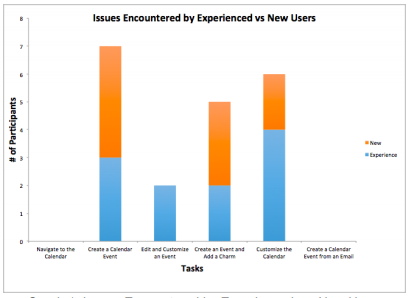 Issues Encountered by Experienced vs New Users
8
7
6
5
4
3
2
1
0
# of Participants
New
Experience
Navigate to the
Calendar
Create a Calendar
Event
Edit and Customize
an Event
Create an Event and
Add a Charm
Customize the
Calendar
Create a Calendar
Event from an Email
Tasks